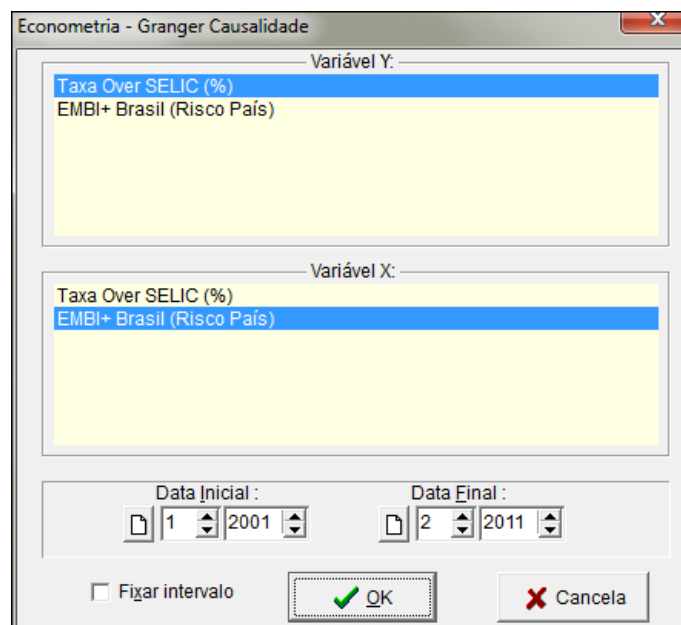 Econometria - Granger Causalidade
Variável Y:
Taxa Over SELIC (%)
EMBI+ Brasil (Risco País)
Variável X:
Taxa Over SELIC (%)
EMBI+ Brasil (Risco País)
Data Inicial : Data Final :
1 2001 2 2011
Fixar intervalo OK Cancela